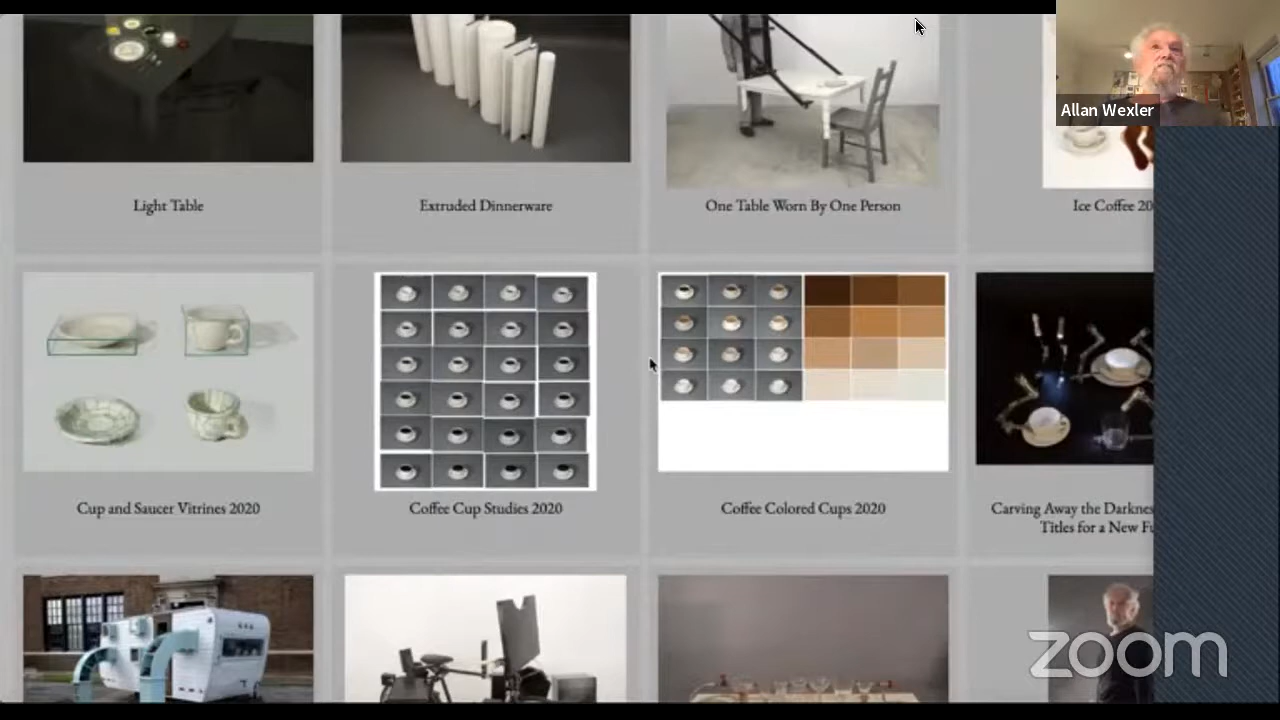 Allan Wexler
Light Table
Extruded Dinnerware
One Table Worn By One Person
Ice Coffee 20
Cup and Saucer Vitrines 2020
Coffee Cup Studies 2020
Coffee Colored Cups 2020
Carving Away the Darknes
Titles for a New Fu
zoom